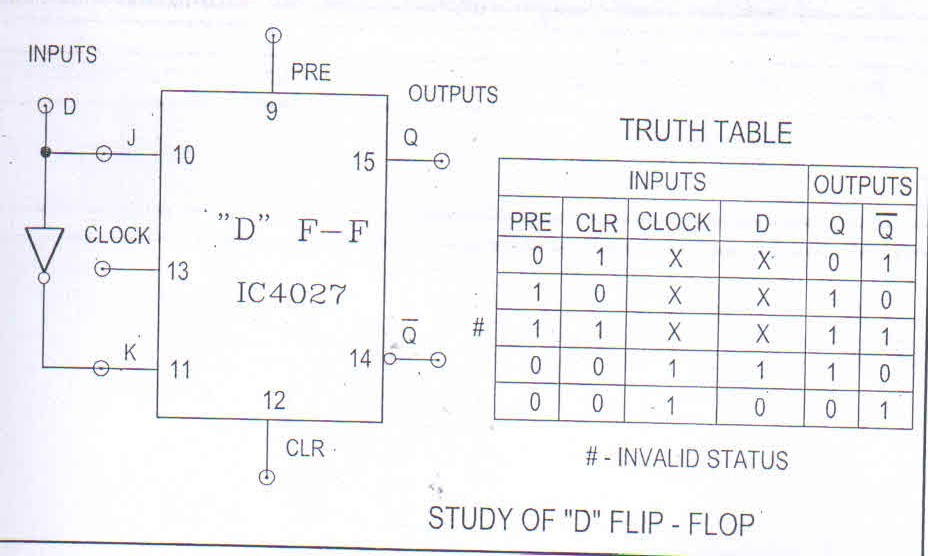 INPUTS
D
PRE
OUTPUTS
9
J
10
Q
15
CLOCK
13
"D" F-F
IC4027
K
11
Q̅
14
12
CLR
TRUTH TABLE
INPUTS OUTPUTS
PRE CLR CLOCK D Q Q̅
0 1 X X 0 1
1 0 X X 1 0
# 1 1 X X 1 1
0 0 1 1 1 0
0 0 1 0 0 1
# - INVALID STATUS
STUDY OF "D" FLIP - FLOP